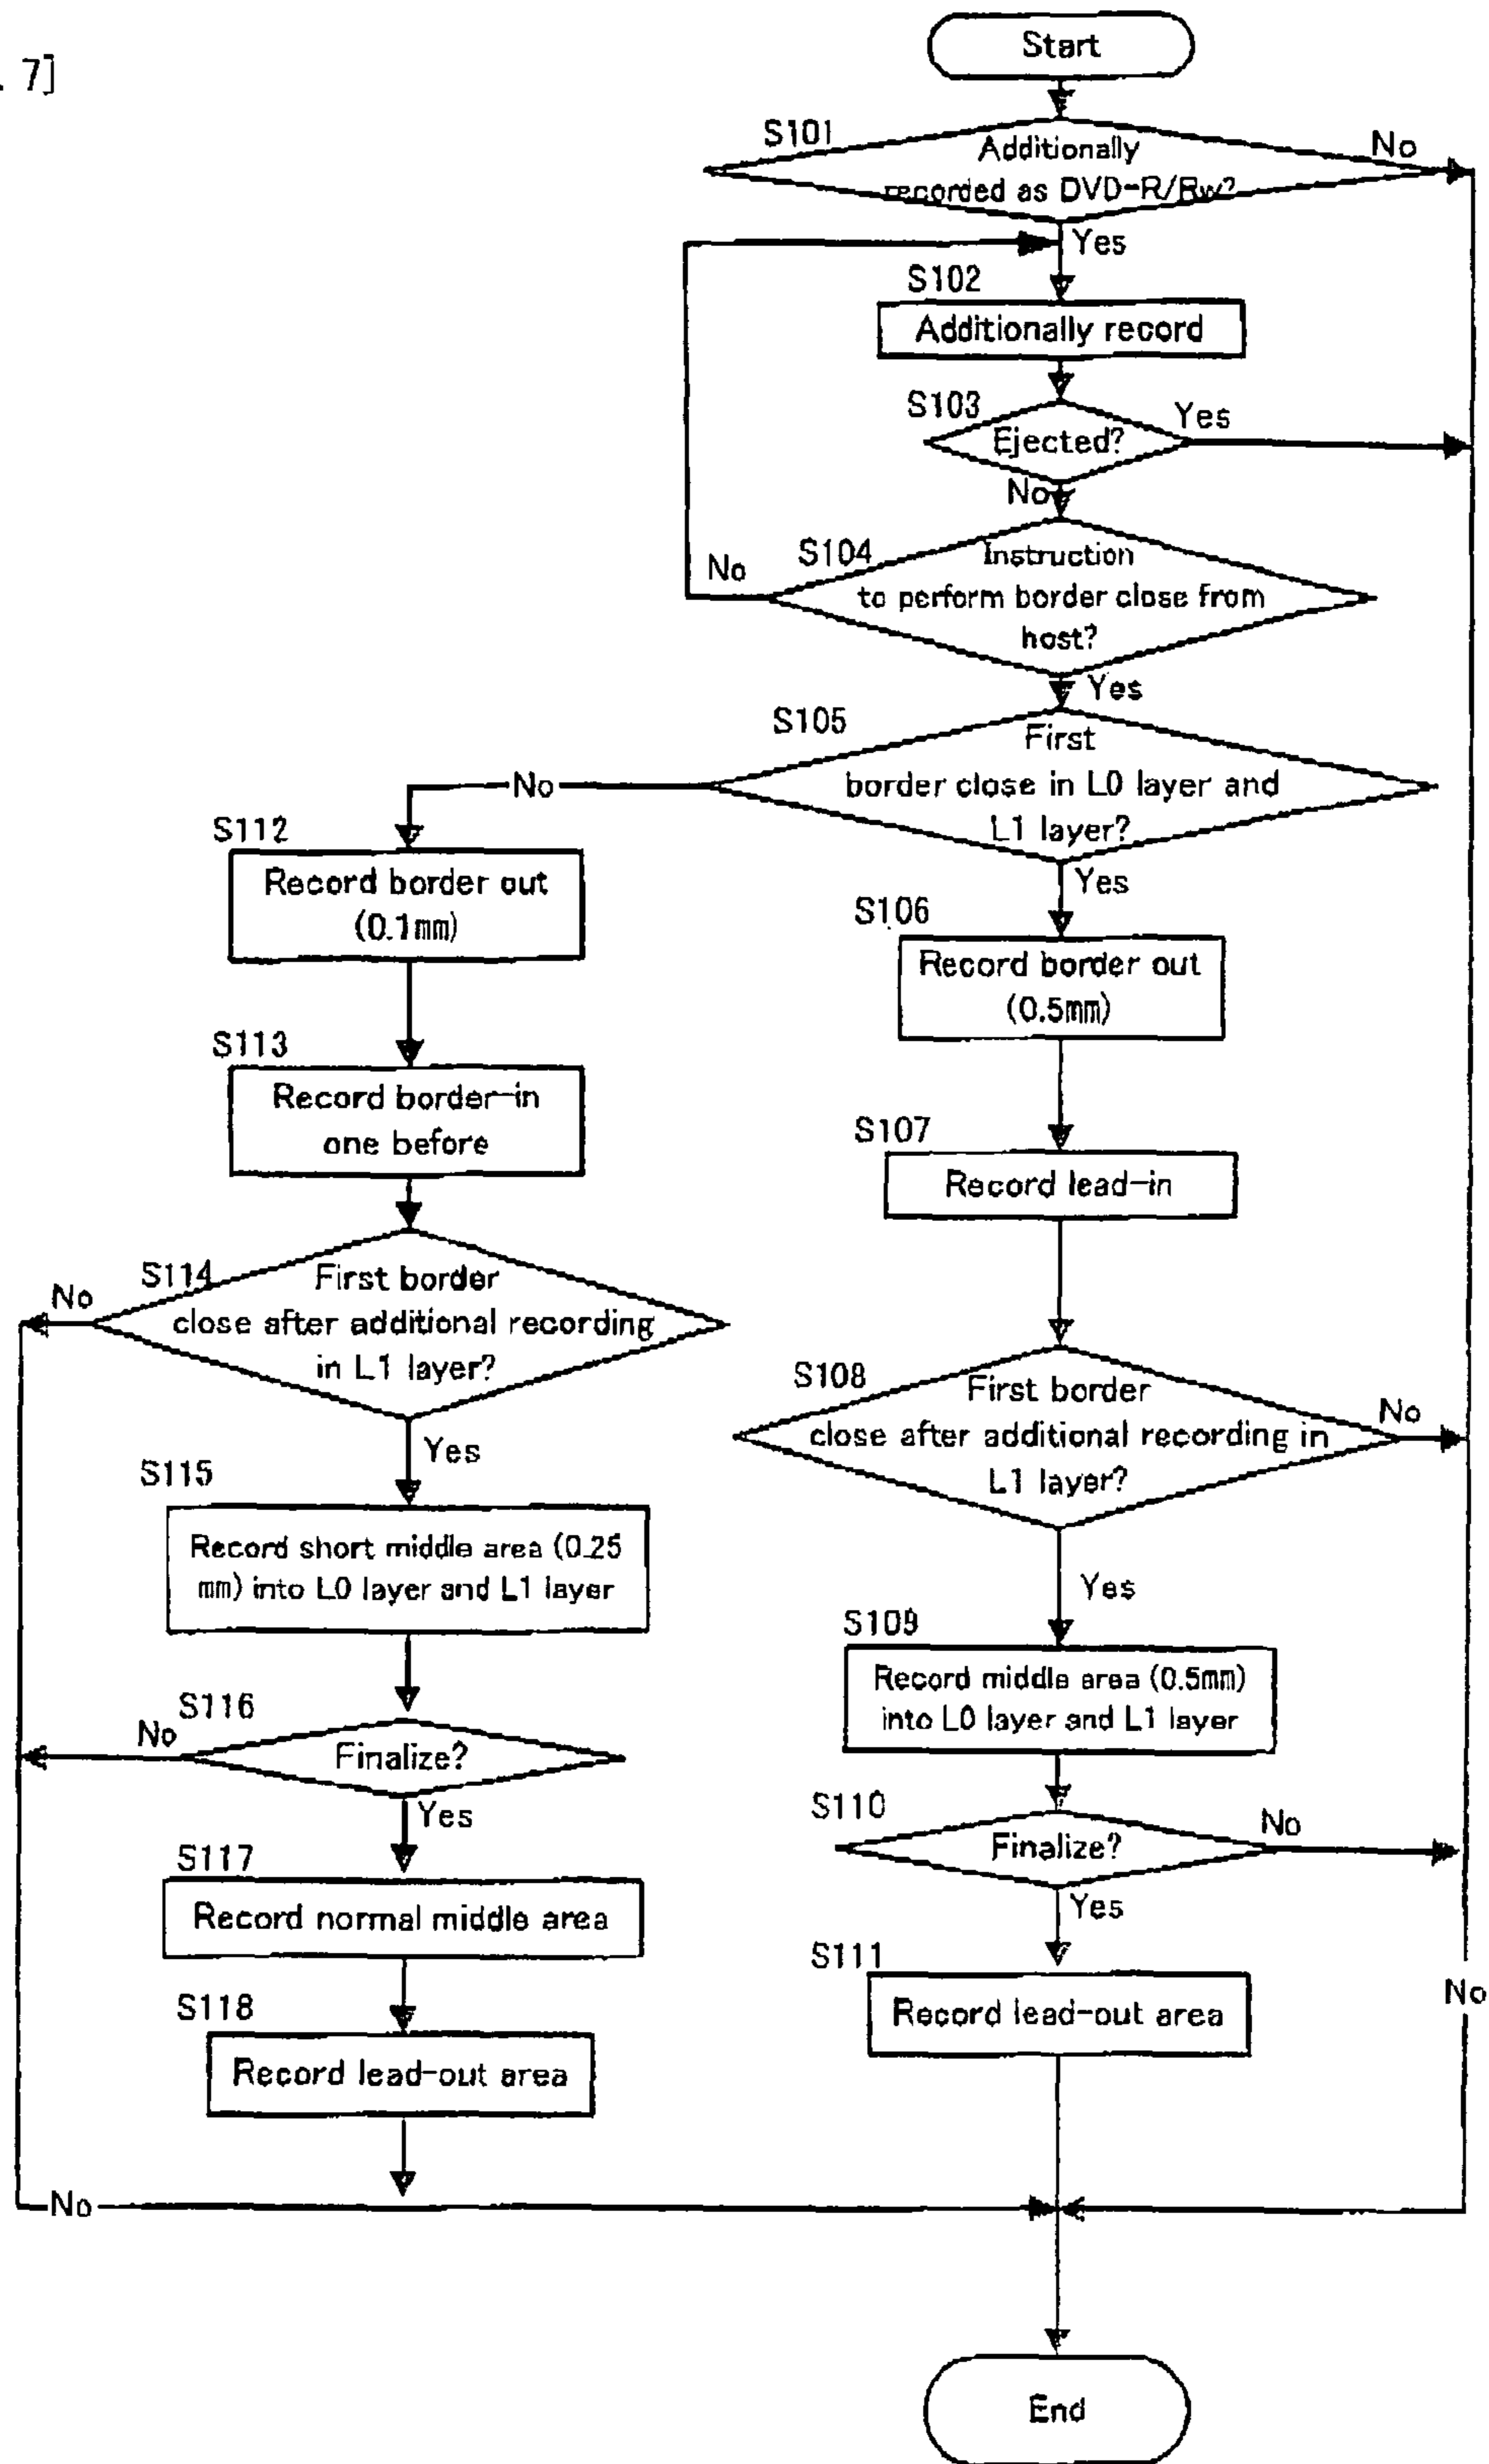 . 7]
Start
S101
Additionally
recorded as DVD-R/RW?
No
Yes
S102
Additionally record
S103
Ejected?
Yes
No
S104
Instruction
to perform border close from
host?
No
Yes
S105
First
border close in L0 layer and
L1 layer?
No
Yes
S112
Record border out
(0.1mm)
S106
Record border out
(0.5mm)
S113
Record border-in
one before
S107
Record lead-in
S114
First border
close after additional recording
in L1 layer?
No
Yes
S108
First border
close after additional recording in
L1 layer?
No
Yes
S115
Record short middle area (0.25
mm) into L0 layer and L1 layer
S109
Record middle area (0.5mm)
into L0 layer and L1 layer
S116
Finalize?
No
Yes
S110
Finalize?
No
Yes
S117
Record normal middle area
S111
Record lead-out area
No
S118
Record lead-out area
No
End